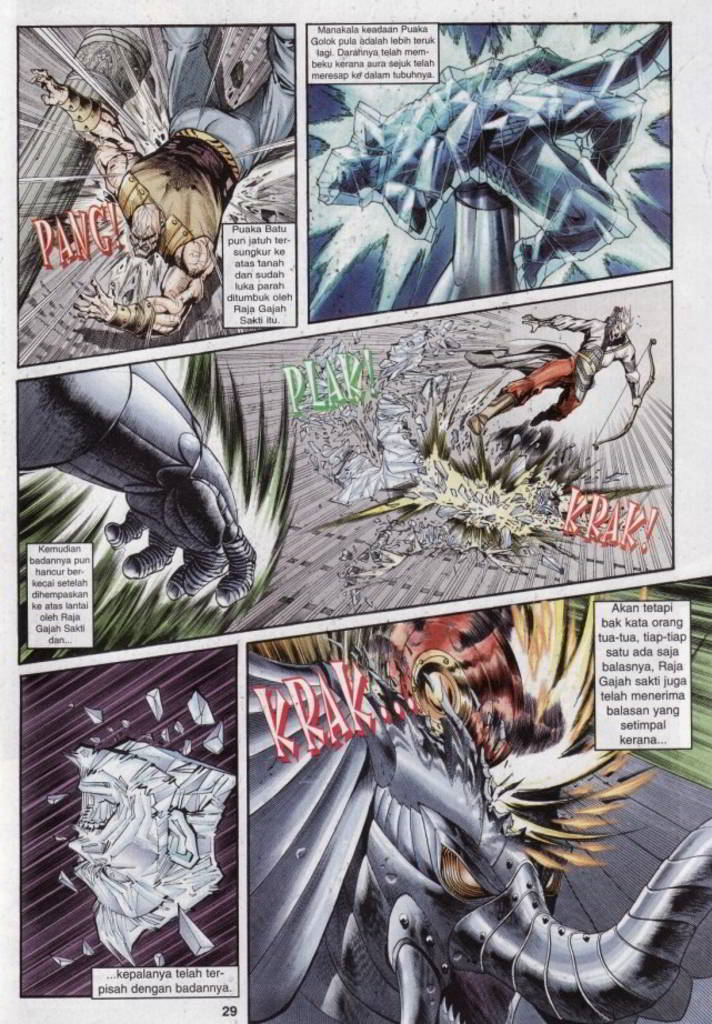 PANG!
Puaka Batu
pun jatuh ter-
sungkur ke
atas tanah
dan sudah
luka parah
ditumbuk oleh
Raja Gajah
Sakti itu.
Manakala keadaan Puaka
Golok pula adalah lebih teruk
lagi. Darahnya telah mem-
beku kerana aura sejuk telah
meresap ke dalam tubuhnya.
PLAK!
KRAK!
Kemudian
badannya pun
hancur ber-
kecai setelah
dihempaskan
ke atas lantai
oleh Raja
Gajah Sakti
dan...
...kepalanya telah ter-
pisah dengan badannya.
KRAK...
Akan tetapi
bak kata orang
tua-tua, tiap-tiap
satu ada saja
balasnya, Raja
Gajah sakti juga
telah menerima
balasan yang
setimpal
kerana...
29